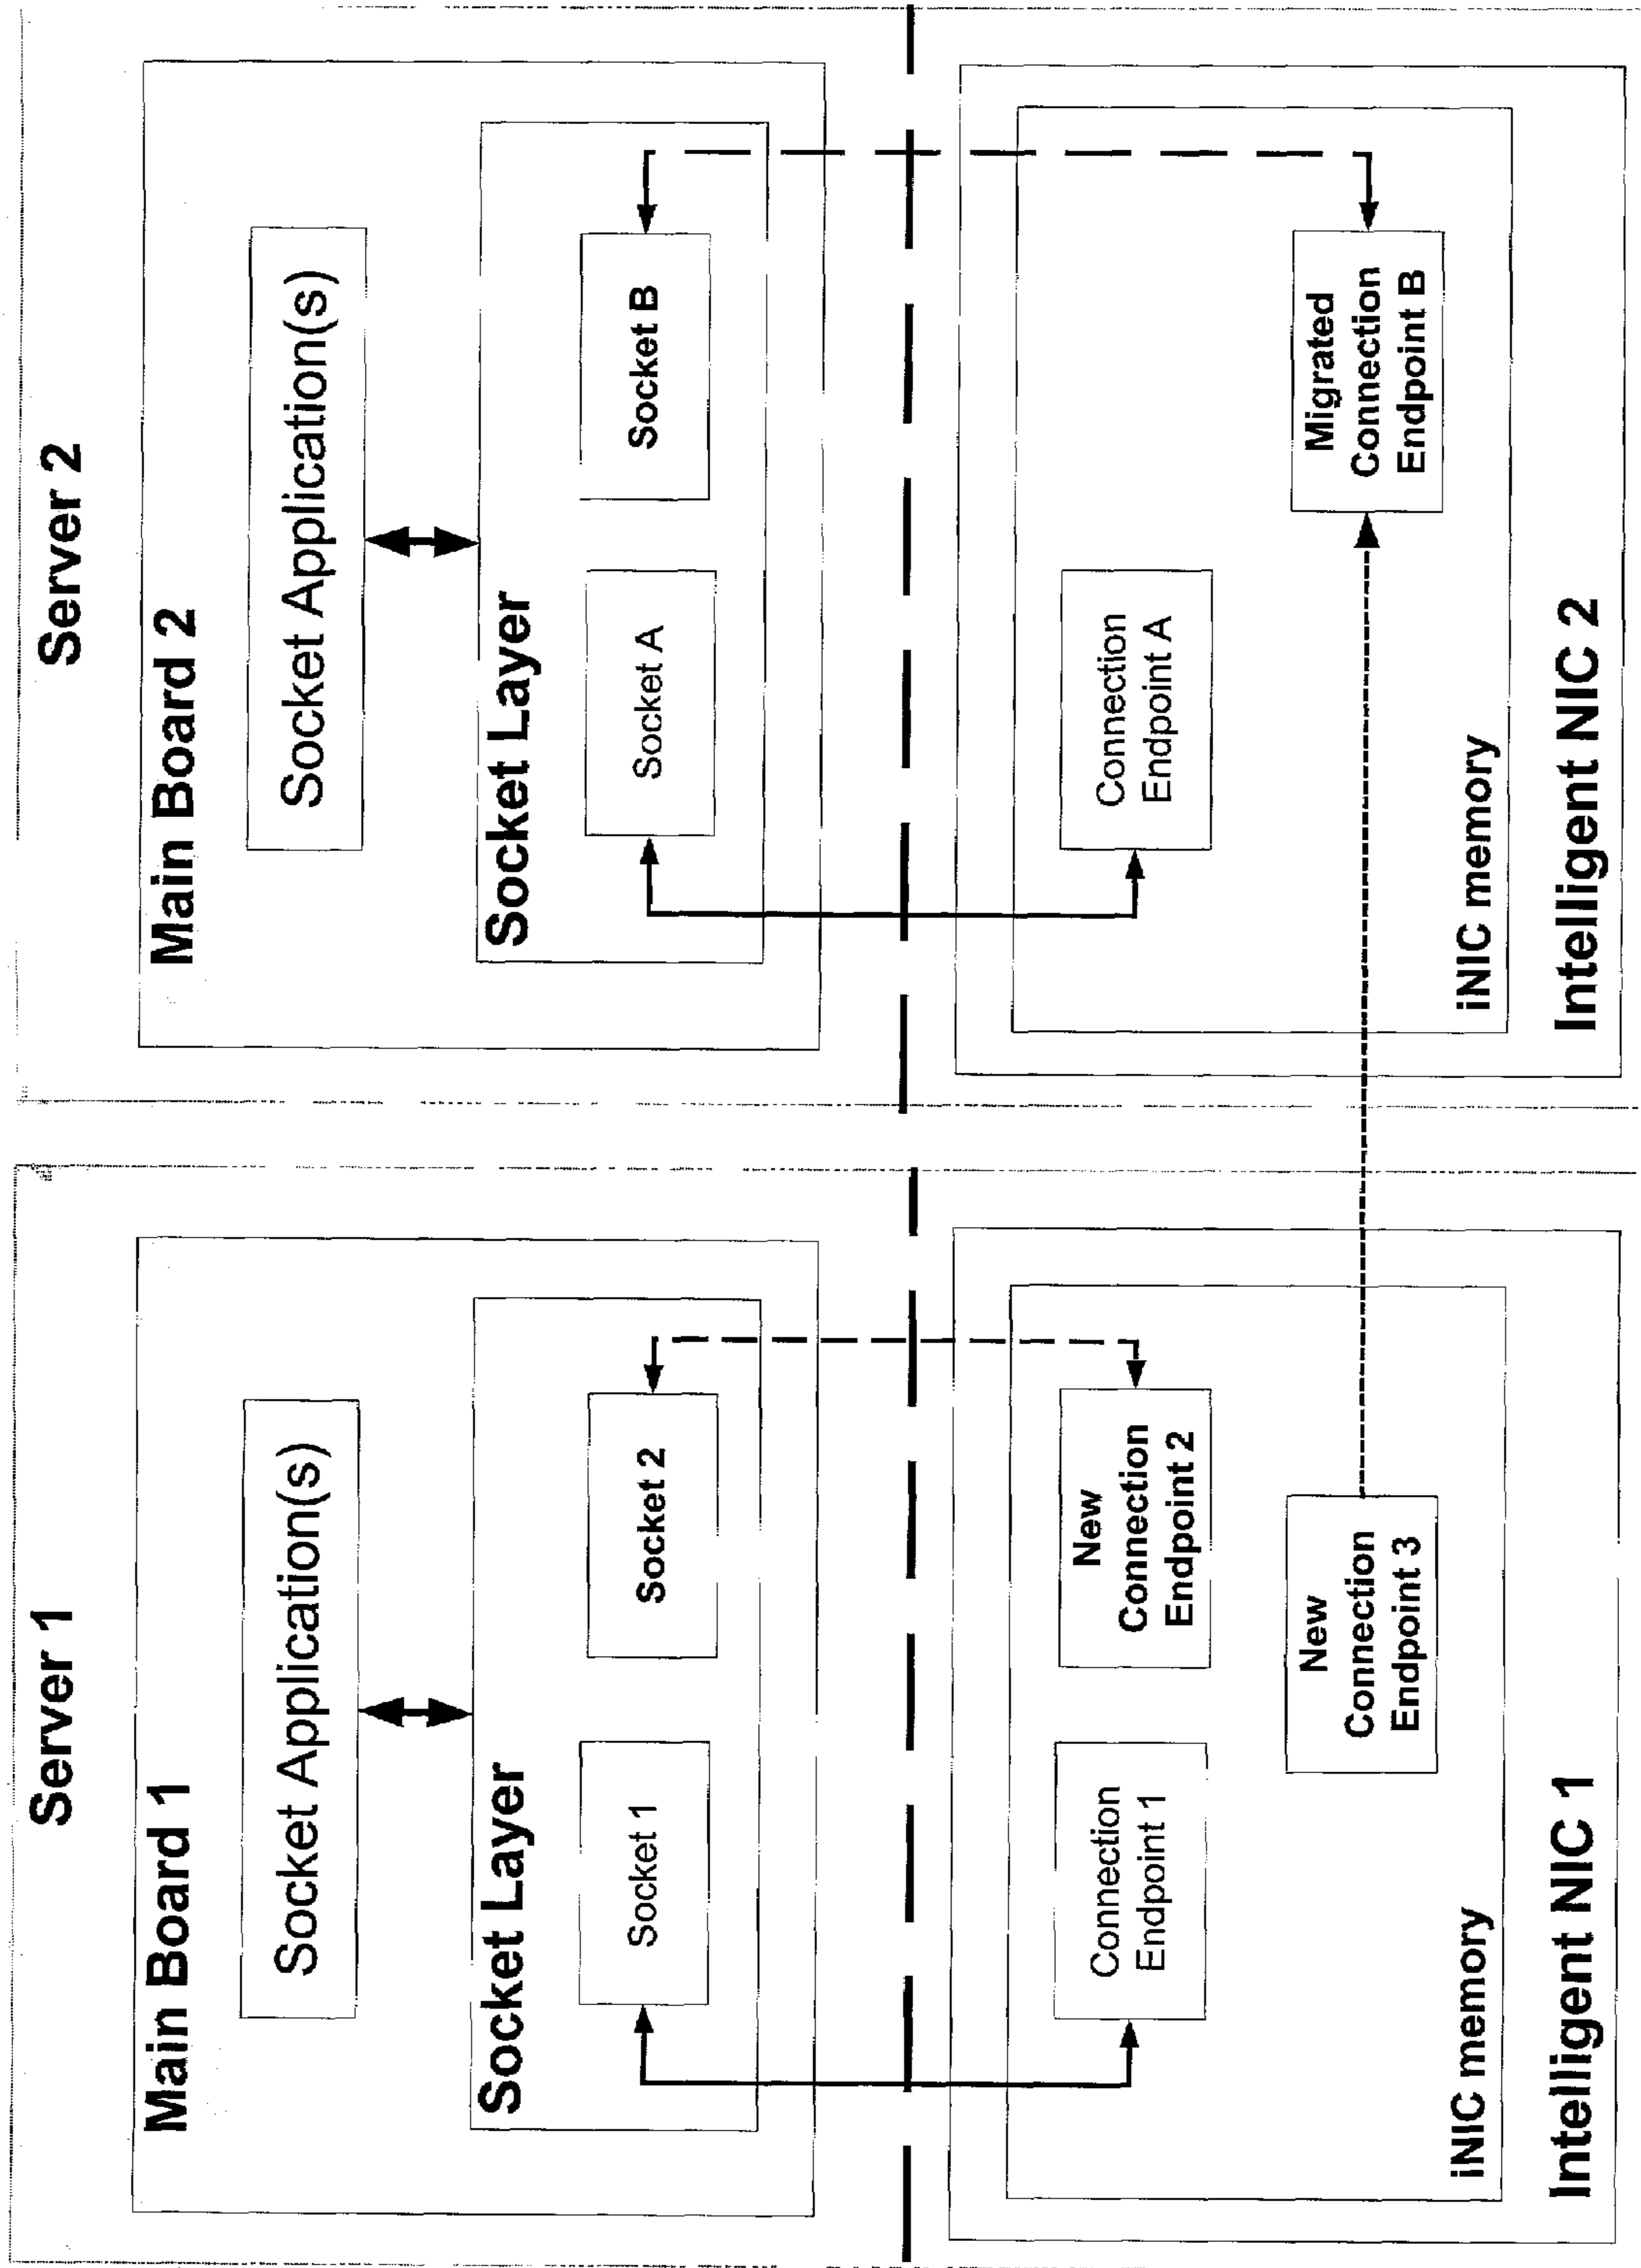 Server 1
Main Board 1
Socket Application(s)
Socket Layer
Socket 1
Socket 2
Connection
Endpoint 1
New
Connection
Endpoint 2
New
Connection
Endpoint 3
iNIC memory
Intelligent NIC 1
Server 2
Main Board 2
Socket Application(s)
Socket Layer
Socket A
Socket B
Connection
Endpoint A
Migrated
Connection
Endpoint B
iNIC memory
Intelligent NIC 2